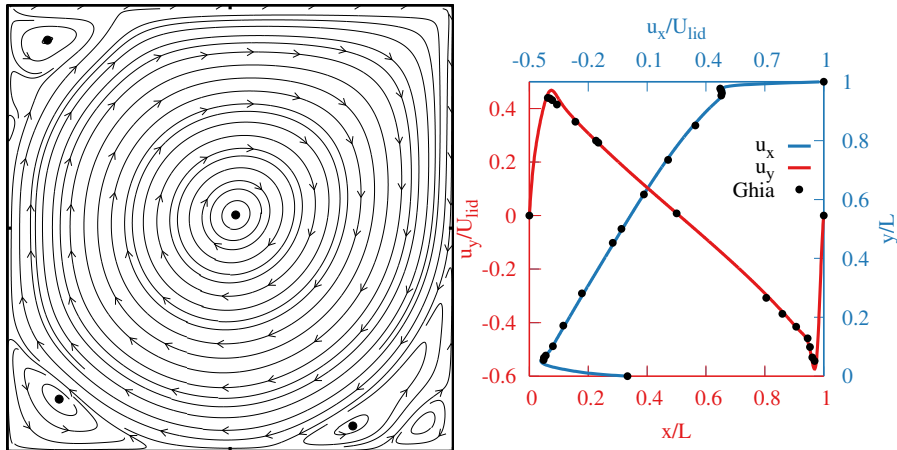 u_x/U_lid
-0.5 -0.2 0.1 0.4 0.7 1
0.4 0.2 0 -0.2 -0.4 -0.6
u_y/U_lid
u_x
u_y
Ghia
1 0.8 0.6 0.4 0.2 0
y/L
0 0.2 0.4 0.6 0.8 1
x/L